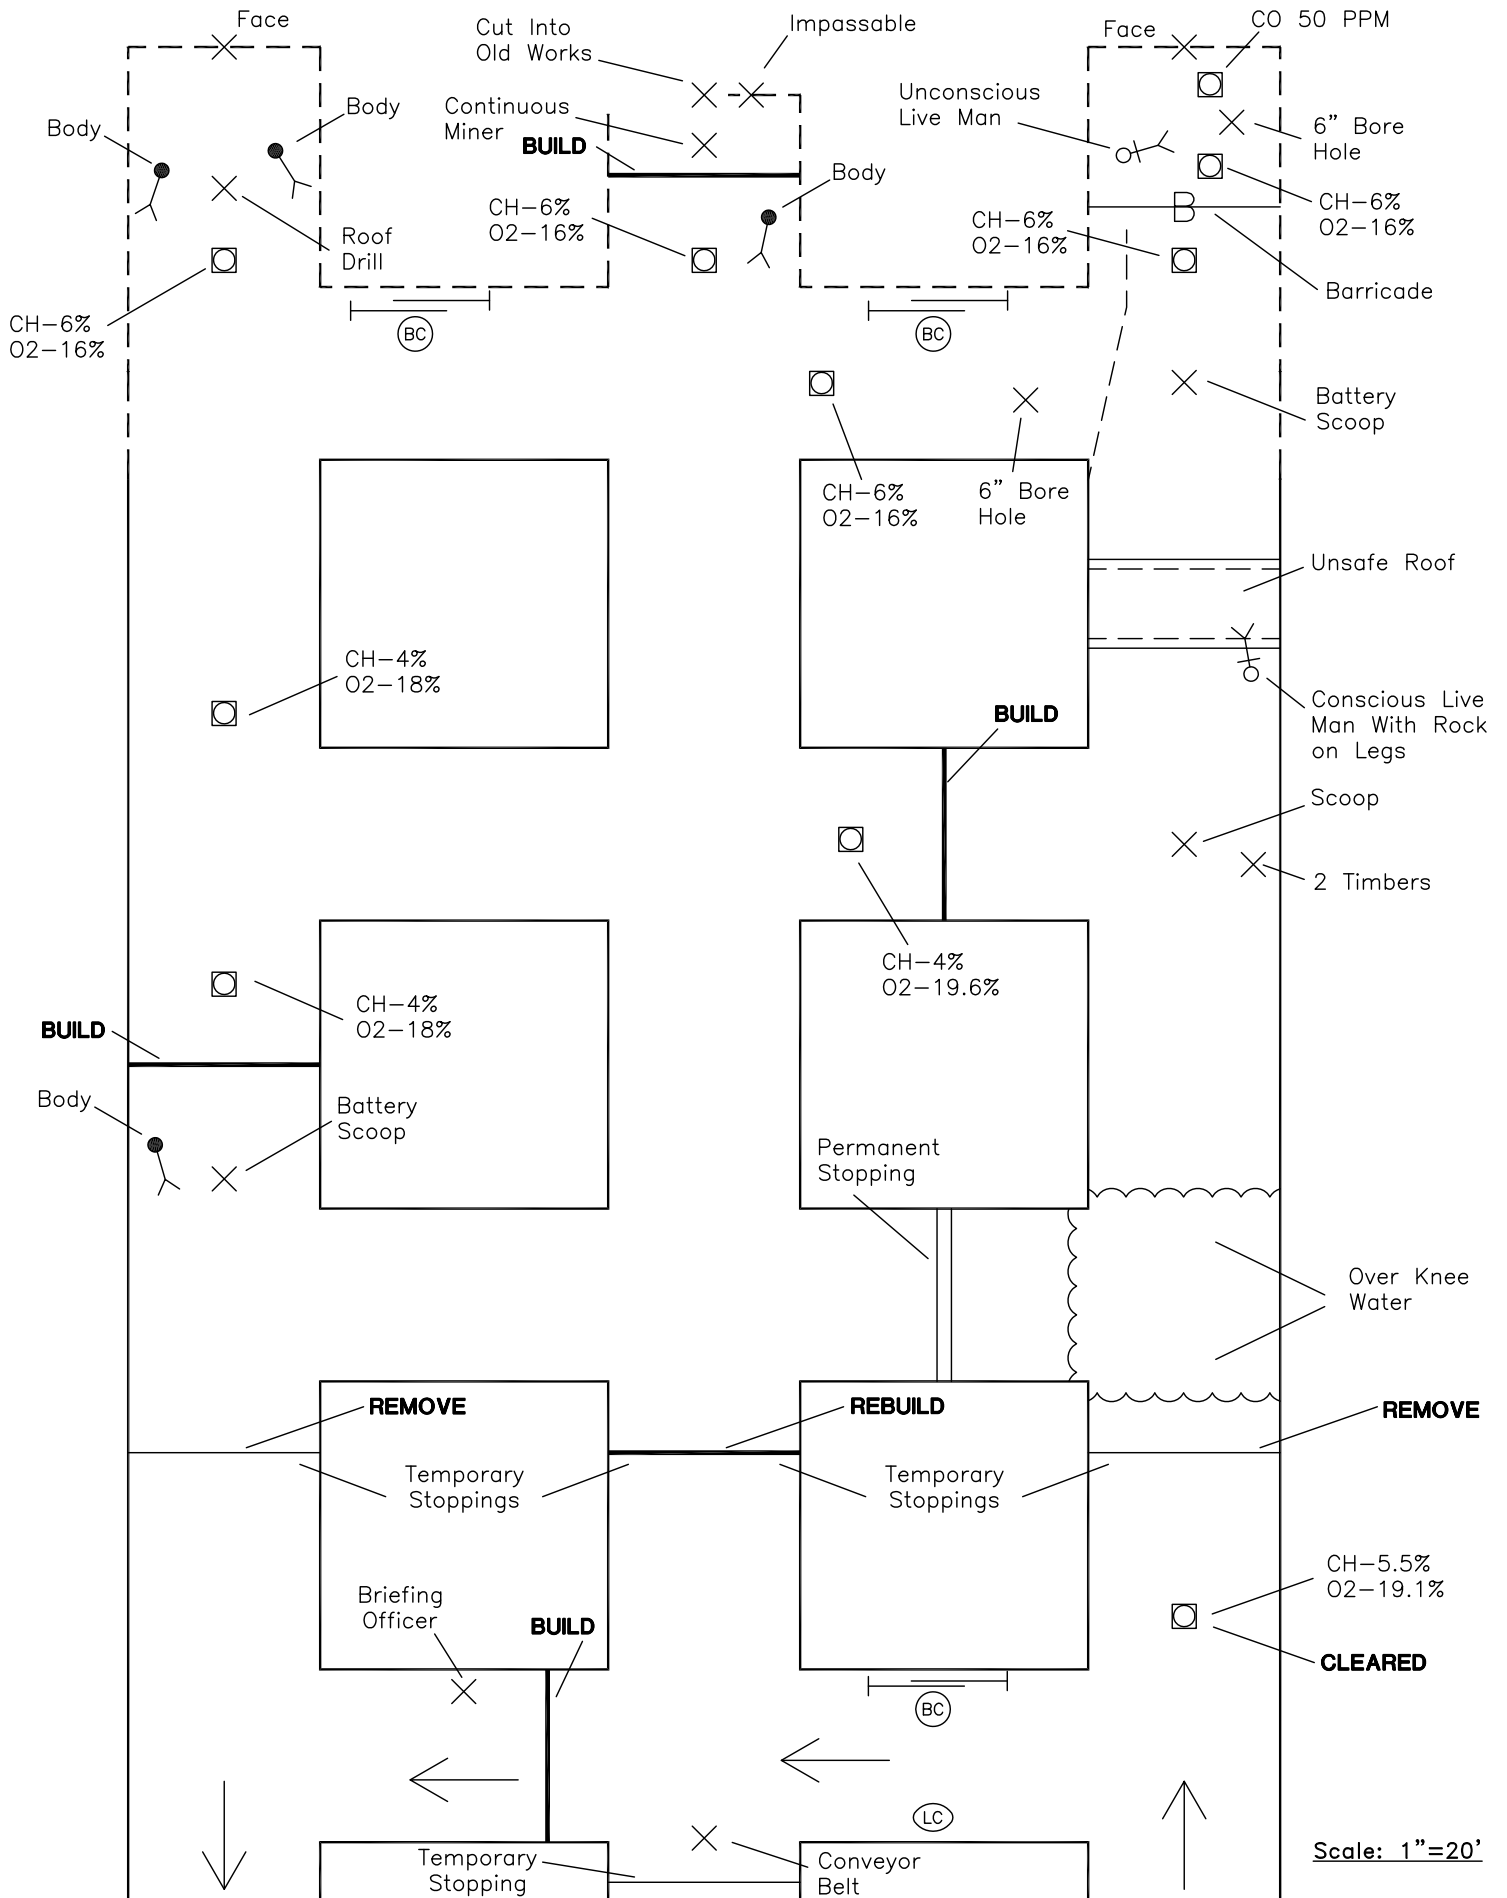 Face
Cut Into
Old Works
Impassable
Face
CO 50 PPM
Body
Body
Continuous
Miner
BUILD
Unconscious
Live Man
6" Bore
Hole
Body
CH-6%
O2-16%
CH-6%
O2-16%
CH-6%
O2-16%
B
Roof
Drill
Barricade
CH-6%
O2-16%
BC
BC
Battery
Scoop
CH-6%
O2-16%
6" Bore
Hole
Unsafe Roof
CH-4%
O2-18%
BUILD
Conscious Live
Man With Rock
on Legs
Scoop
2 Timbers
CH-4%
O2-19.6%
CH-4%
O2-18%
BUILD
Body
Battery
Scoop
Permanent
Stopping
Over Knee
Water
REMOVE
REBUILD
REMOVE
Temporary
Stoppings
Temporary
Stoppings
CH-5.5%
O2-19.1%
Briefing
Officer
BUILD
CLEARED
BC
LC
Temporary
Stopping
Conveyor
Belt
Scale: 1"=20'